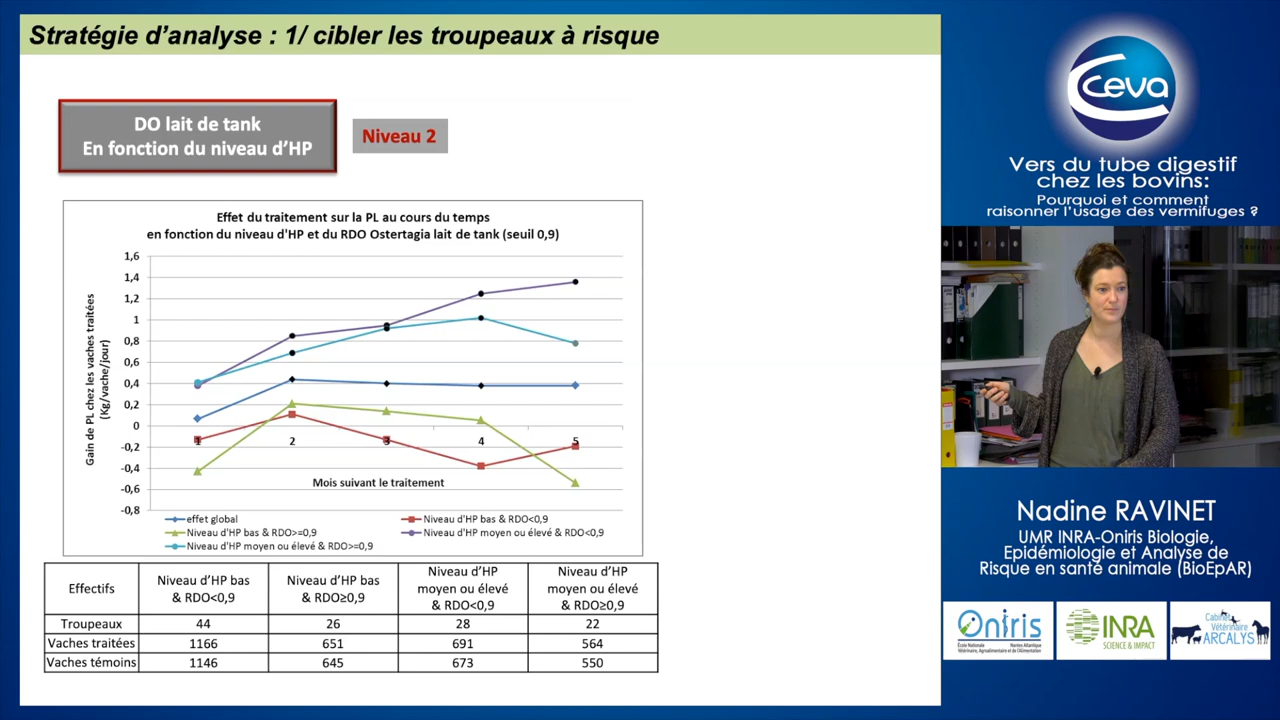 Stratégie d'analyse : 1/ cibler les troupeaux à risque
DO lait de tank
En fonction du niveau d'HP
Niveau 2
Effet du traitement sur la PL au cours du temps
en fonction du niveau d'HP et du RDO Ostertagia lait de tank (seuil 0,9)
Gain de PL chez les vaches traitées
(Kg/vache/jour)
1,6
1,4
1,2
1
0,8
0,6
0,4
0,2
0
-0,2
-0,4
-0,6
-0,8
1 2 3 4 5
Mois suivant le traitement
effet global
Niveau d'HP bas & RDO<0,9
Niveau d'HP bas & RDO>=0,9
Niveau d'HP moyen ou élevé & RDO<0,9
Niveau d'HP moyen ou élevé & RDO>=0,9
Effectifs
Niveau d'HP bas
& RDO<0,9
Niveau d'HP bas
& RDO≥0,9
Niveau d'HP
moyen ou élevé
& RDO<0,9
Niveau d'HP
moyen ou élevé
& RDO≥0,9
Troupeaux 44 26 28 22
Vaches traitées 1166 651 691 564
Vaches témoins 1146 645 673 550
Ceva
Vers du tube digestif
chez les bovins:
Pourquoi et comment
raisonner l'usage des vermifuges ?
Nadine RAVINET
UMR INRA-Oniris Biologie,
Epidémiologie et Analyse de
Risque en santé animale (BioEpAR)
Oniris
INRA
SCIENCE & IMPACT
Cabinet
Vétérinaire
ARCALYS